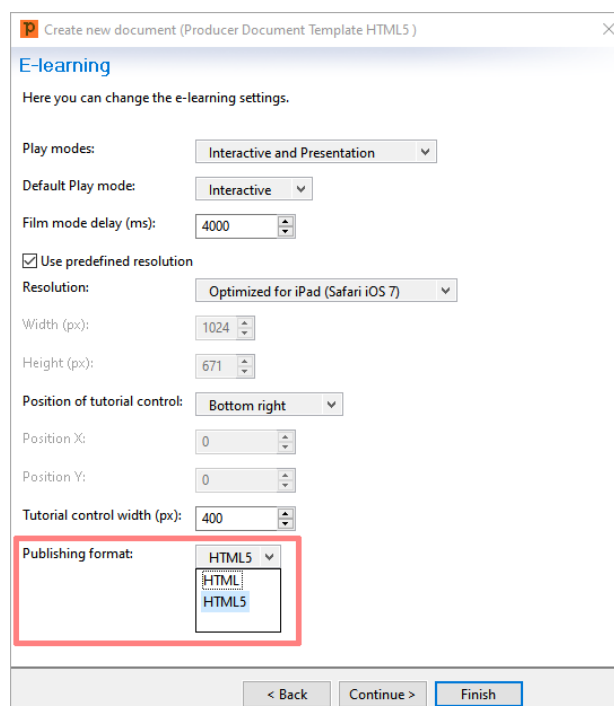 Create new document (Producer Document Template HTML5 )
E-learning
Here you can change the e-learning settings.
Play modes: Interactive and Presentation
Default Play mode: Interactive
Film mode delay (ms): 4000
Use predefined resolution
Resolution: Optimized for iPad (Safari iOS 7)
Width (px): 1024
Height (px): 671
Position of tutorial control: Bottom right
Position X: 0
Position Y: 0
Tutorial control width (px): 400
Publishing format: HTML5
HTML
HTML5
< Back Continue > Finish